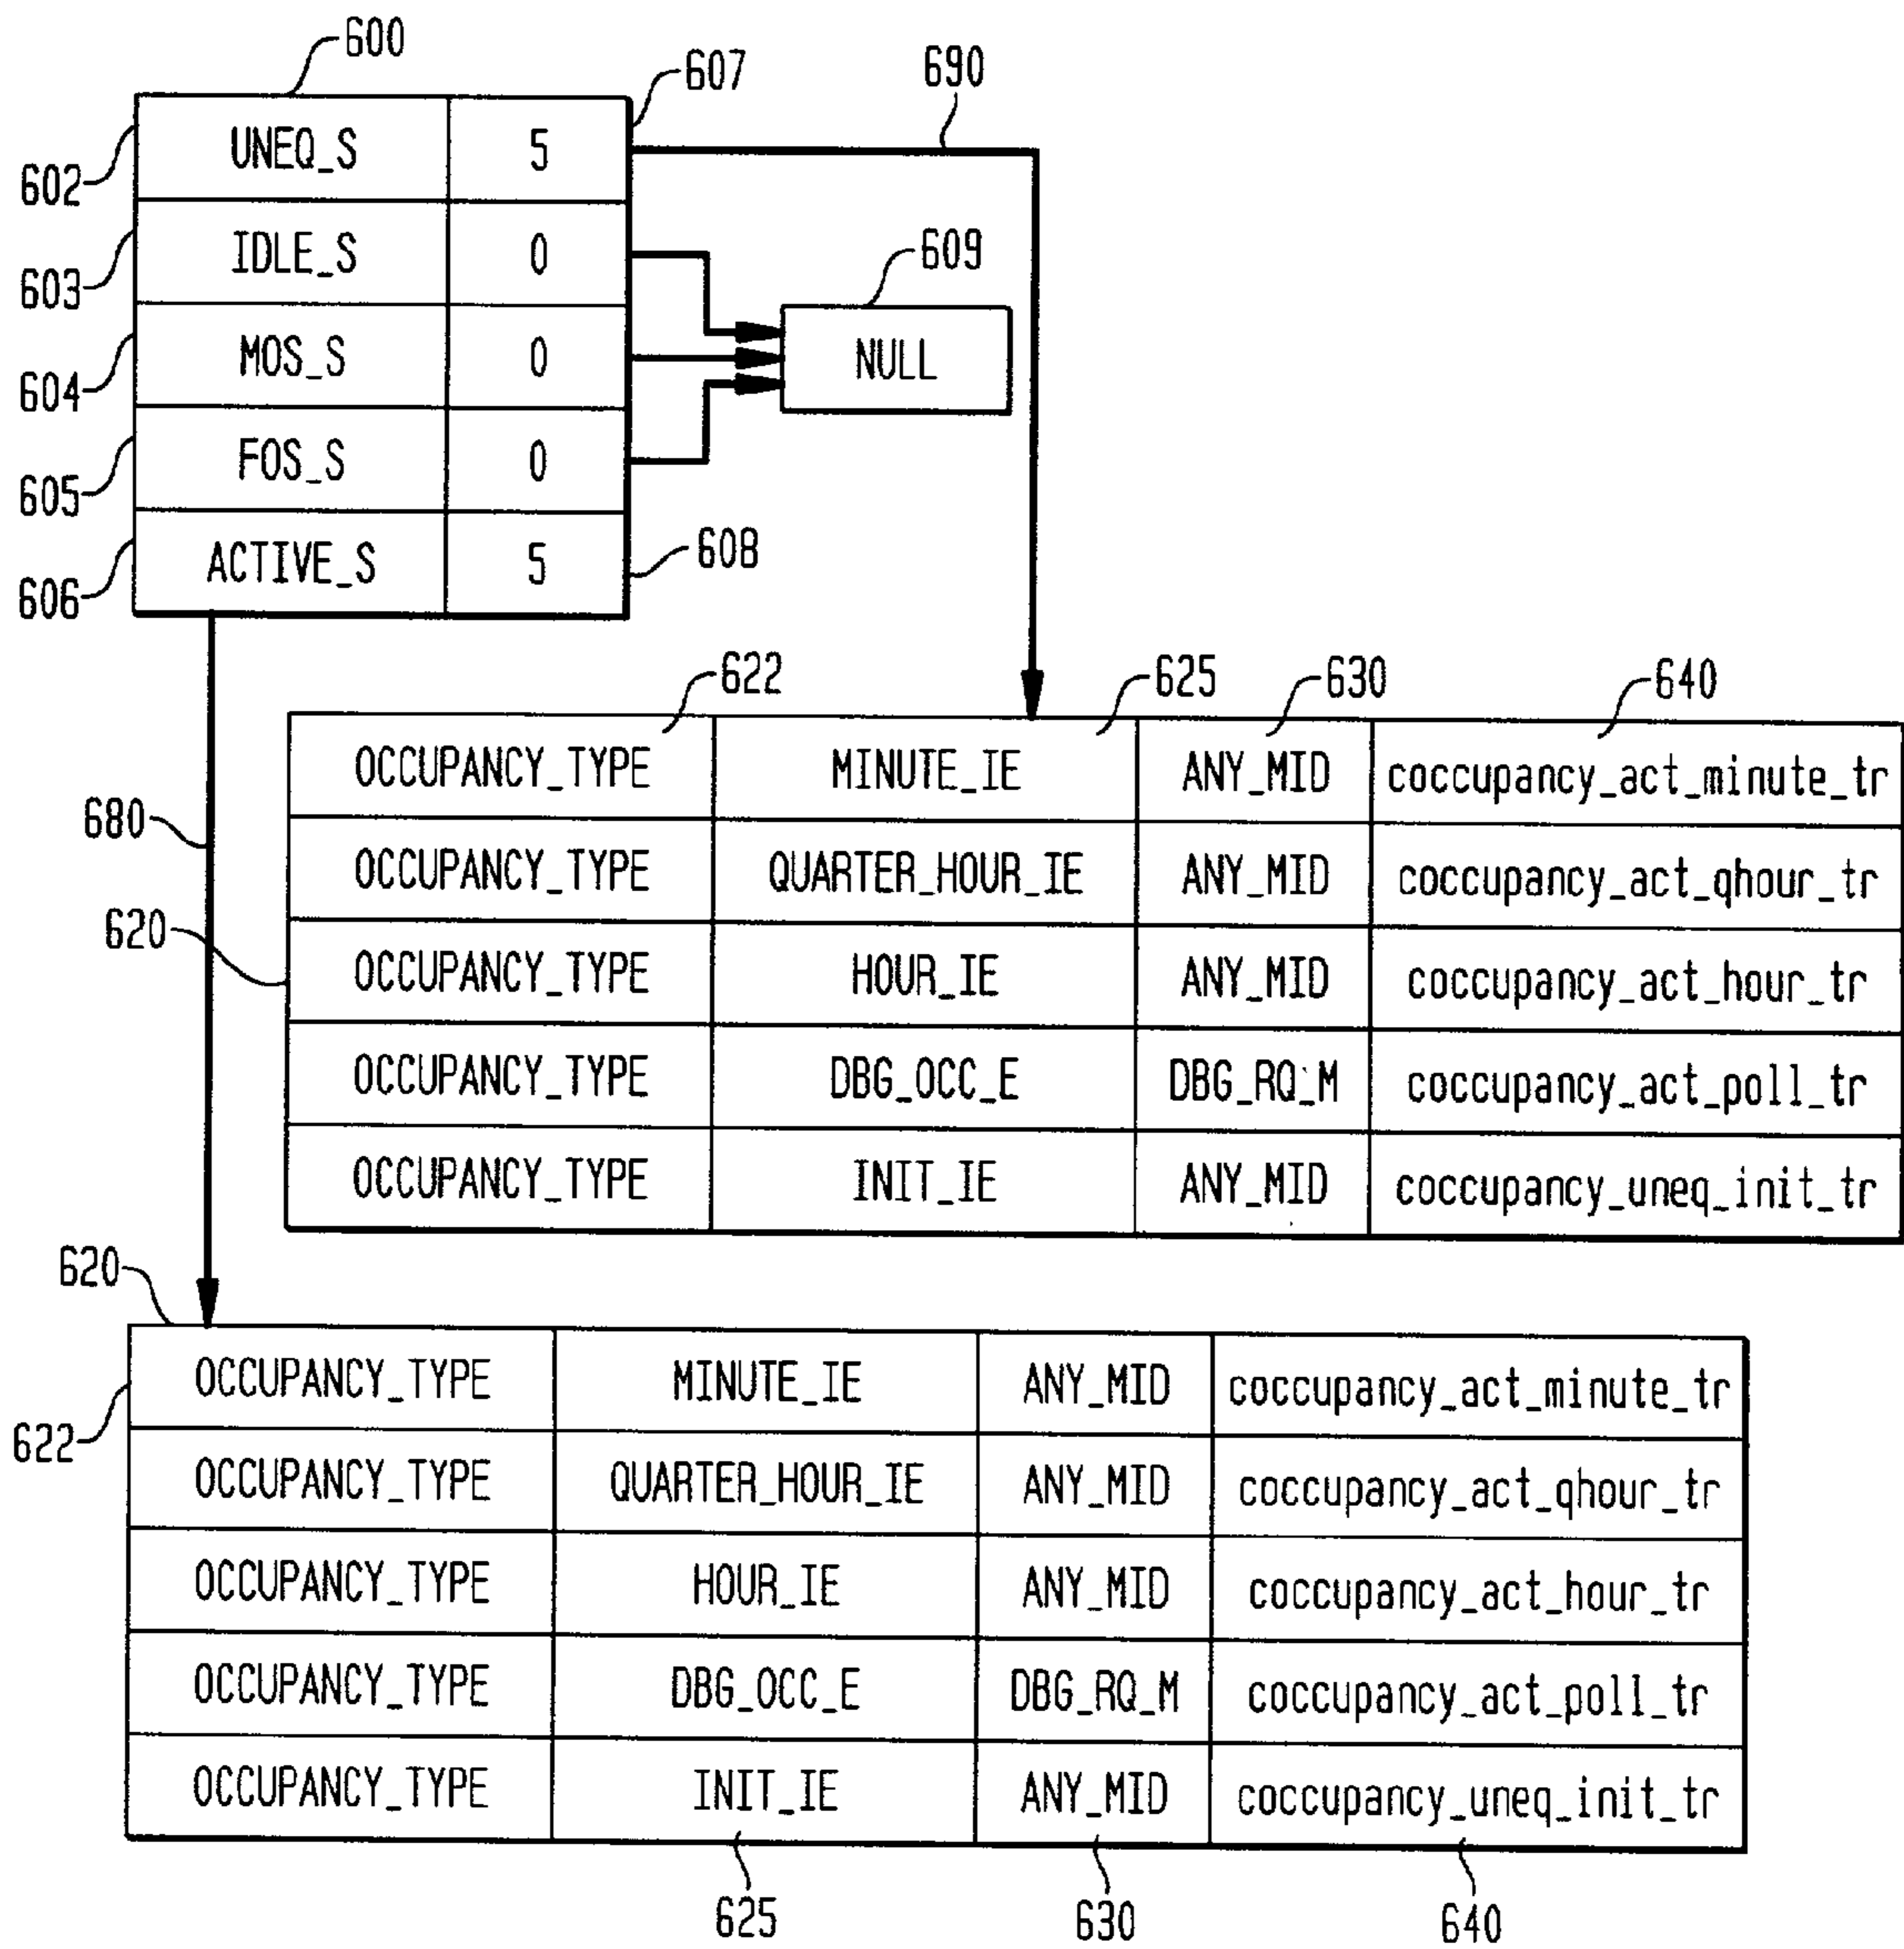 600
607
690
602 UNEQ_S 5
603 IDLE_S 0
609
604 MOS_S 0
NULL
605 FOS_S 0
606 ACTIVE_S 5
608
622 625 630 640
OCCUPANCY_TYPE MINUTE_IE ANY_MID coccupancy_act_minute_tr
680
OCCUPANCY_TYPE QUARTER_HOUR_IE ANY_MID coccupancy_act_qhour_tr
620
OCCUPANCY_TYPE HOUR_IE ANY_MID coccupancy_act_hour_tr
OCCUPANCY_TYPE DBG_OCC_E DBG_RQ_M coccupancy_act_poll_tr
OCCUPANCY_TYPE INIT_IE ANY_MID coccupancy_uneq_init_tr
620
OCCUPANCY_TYPE MINUTE_IE ANY_MID coccupancy_act_minute_tr
622
OCCUPANCY_TYPE QUARTER_HOUR_IE ANY_MID coccupancy_act_qhour_tr
OCCUPANCY_TYPE HOUR_IE ANY_MID coccupancy_act_hour_tr
OCCUPANCY_TYPE DBG_OCC_E DBG_RQ_M coccupancy_act_poll_tr
OCCUPANCY_TYPE INIT_IE ANY_MID coccupancy_uneq_init_tr
625 630 640